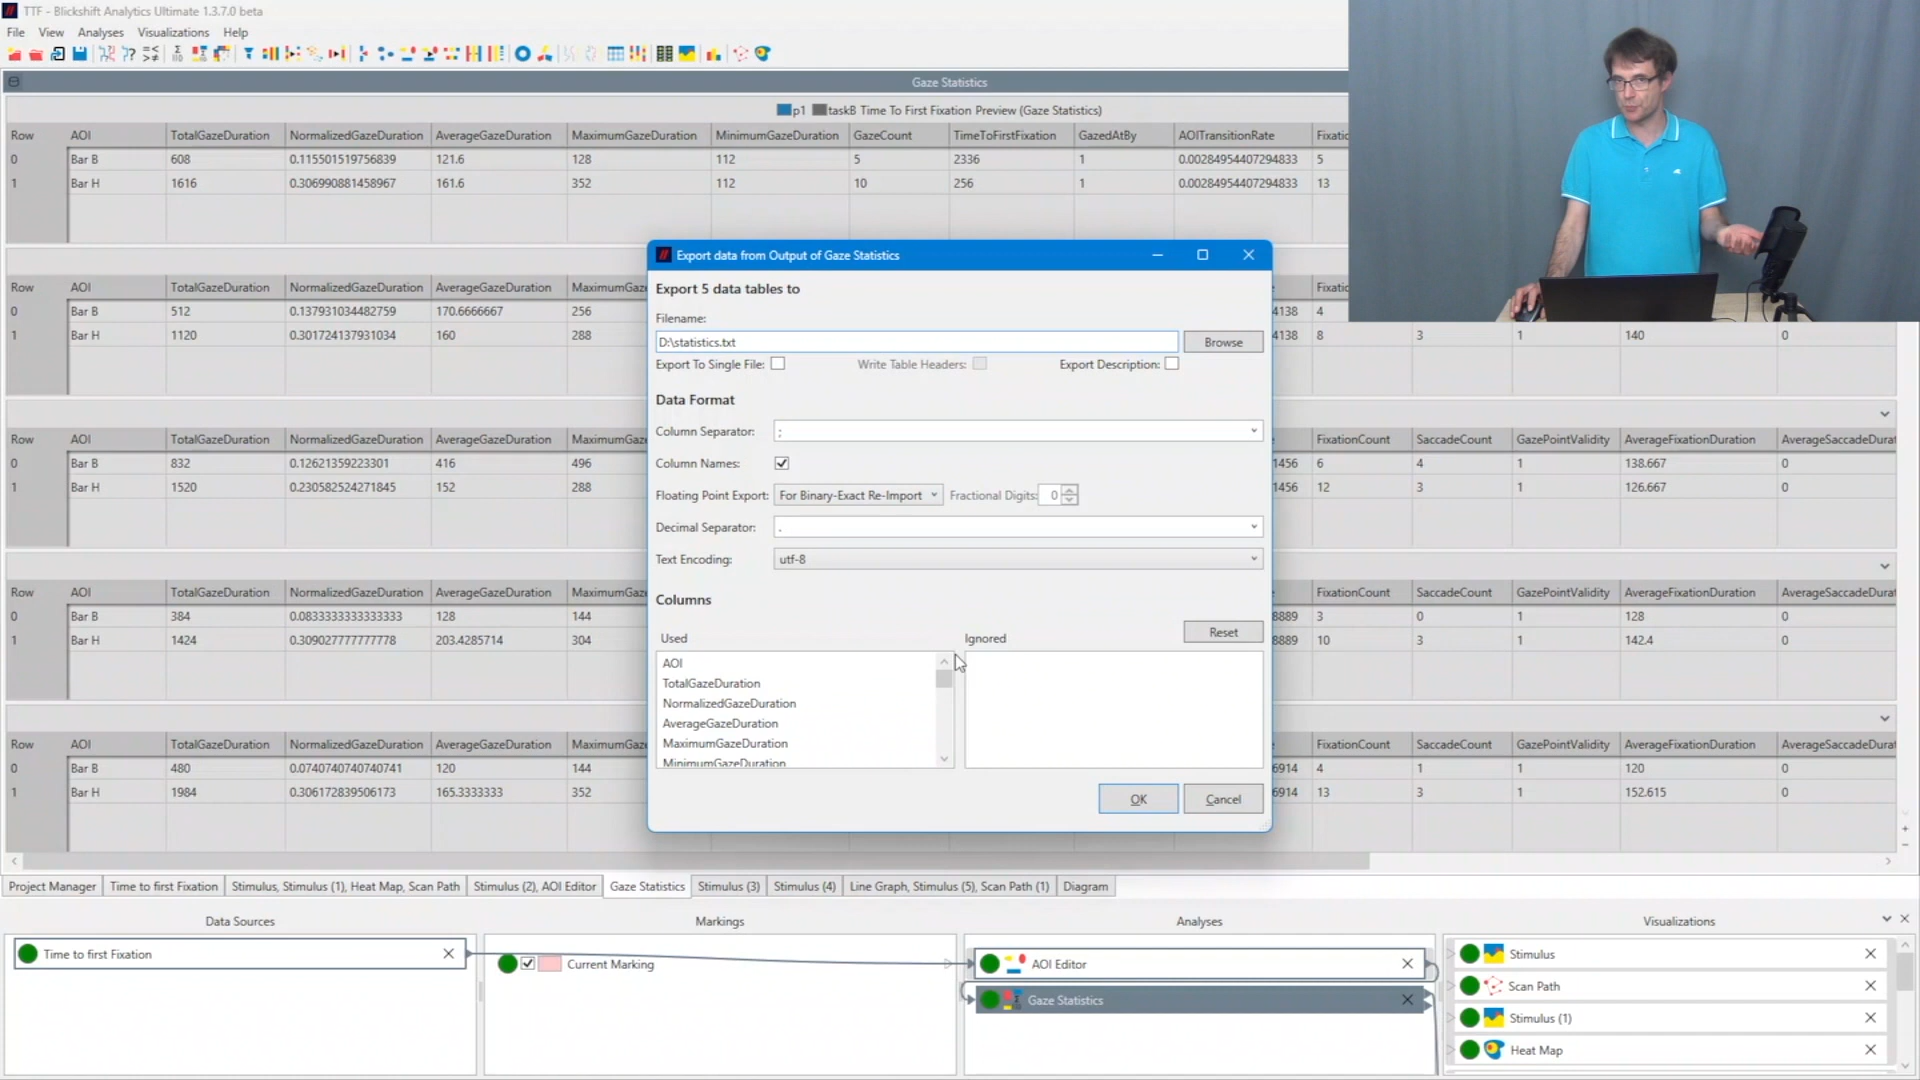 TTF - Blickshift Analytics Ultimate 1.3.7.0 beta
File View Analyses Visualizations Help
Gaze Statistics
p1 taskB Time To First Fixation Preview (Gaze Statistics)
Row AOI TotalGazeDuration NormalizedGazeDuration AverageGazeDuration MaximumGazeDuration MinimumGazeDuration GazeCount TimeToFirstFixation GazedAtBy AOITransitionRate
0 Bar B 608 0.115501519756839 121.6 128 112 5 2336 1 0.00284954407294833 5
1 Bar H 1616 0.306990881458967 161.6 352 112 10 256 1 0.00284954407294833 13
Row AOI TotalGazeDuration NormalizedGazeDuration AverageGazeDuration
0 Bar B 512 0.137931034482759 170.6666667 256 4138 4
1 Bar H 1120 0.301724137931034 160 288 4138 8 3 1 140 0
Row AOI TotalGazeDuration NormalizedGazeDuration AverageGazeDuration FixationCount SaccadeCount GazePointValidity AverageFixationDuration
0 Bar B 832 0.12621359223301 416 496 1456 6 4 1 138.667 0
1 Bar H 1520 0.230582524271845 152 288 1456 12 3 1 126.667 0
Row AOI TotalGazeDuration NormalizedGazeDuration AverageGazeDuration FixationCount SaccadeCount GazePointValidity AverageFixationDuration
0 Bar B 384 0.0833333333333333 128 144 8889 3 0 1 128 0
1 Bar H 1424 0.309027777777778 203.4285714 304 8889 10 3 1 142.4 0
Row AOI TotalGazeDuration NormalizedGazeDuration AverageGazeDuration FixationCount SaccadeCount GazePointValidity AverageFixationDuration
0 Bar B 480 0.0740740740740741 120 144 6914 4 1 1 120 0
1 Bar H 1984 0.306172839506173 165.3333333 352 6914 13 3 1 152.615 0
Export data from Output of Gaze Statistics
Export 5 data tables to
Filename:
D:\statistics.txt Browse
Export To Single File: Write Table Headers: Export Description:
Data Format
Column Separator: ;
Column Names:
Floating Point Export: For Binary-Exact Re-Import Fractional Digits: 0
Decimal Separator: .
Text Encoding: utf-8
Columns
Used Ignored Reset
AOI
TotalGazeDuration
NormalizedGazeDuration
AverageGazeDuration
MaximumGazeDuration
MinimumGazeDuration
OK Cancel
Project Manager Time to first Fixation Stimulus, Stimulus (1), Heat Map, Scan Path Stimulus (2), AOI Editor Gaze Statistics Stimulus (3) Stimulus (4) Line Graph, Stimulus (5), Scan Path (1) Diagram
Data Sources Markings Analyses Visualizations
Time to first Fixation
Current Marking
AOI Editor
Gaze Statistics
Stimulus
Scan Path
Stimulus (1)
Heat Map